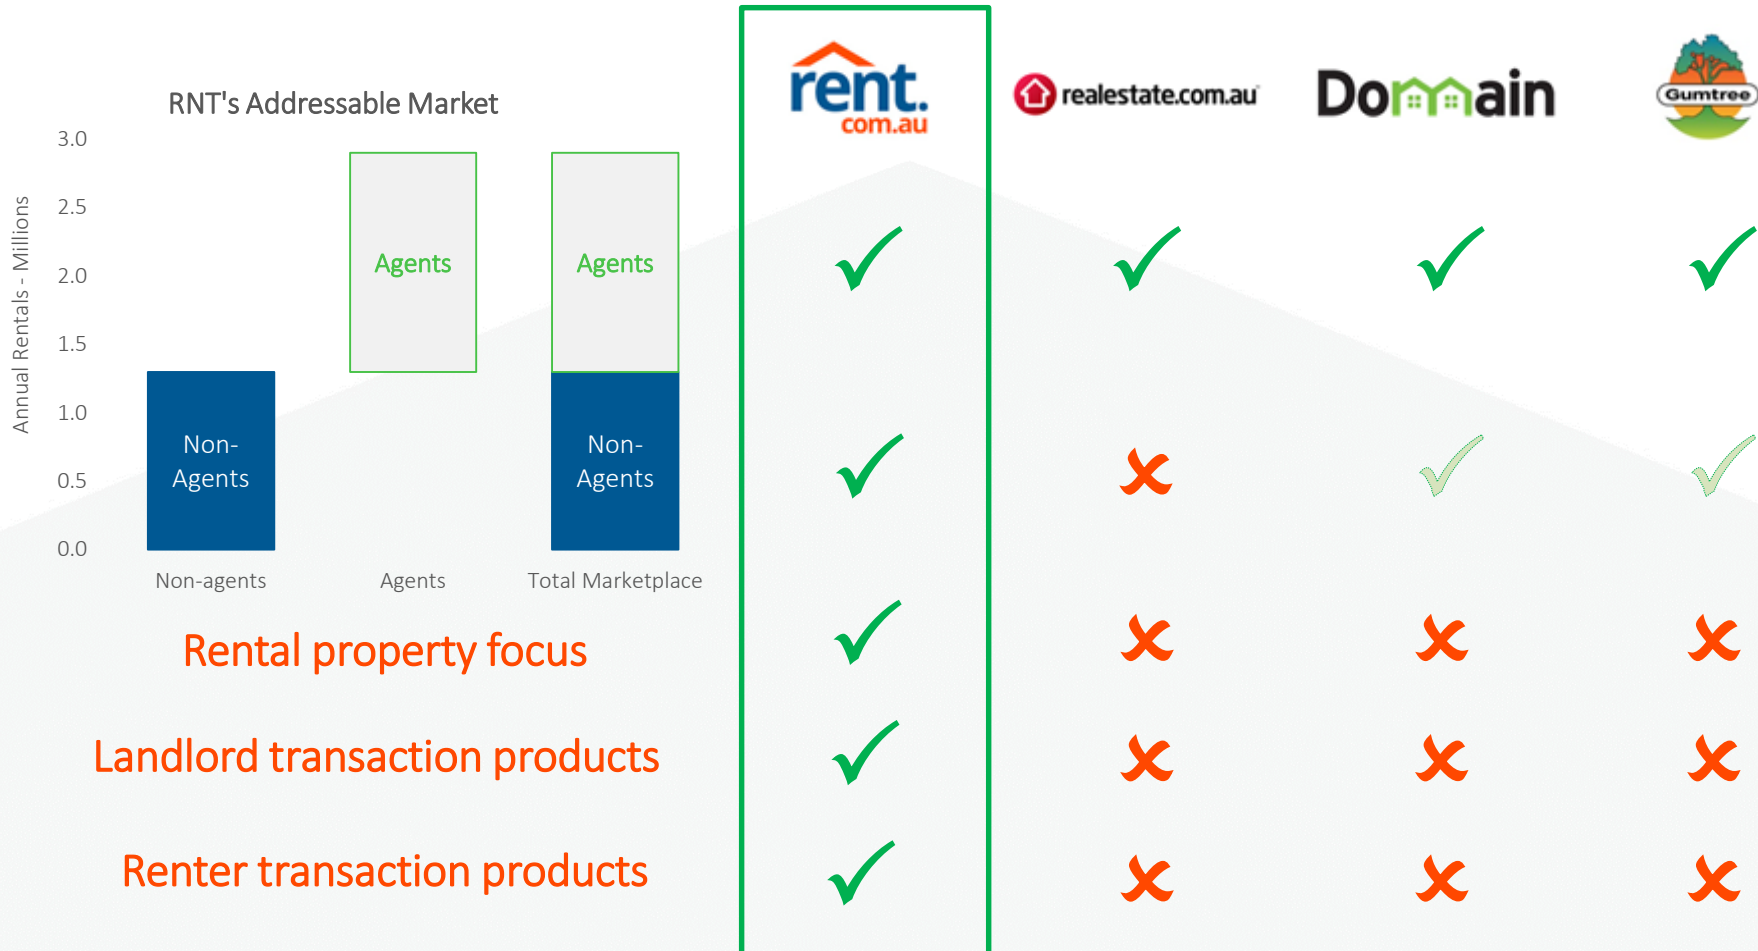 RNT's Addressable Market
rent.
com.au
realestate.com.au
Domain
Gumtree
Annual Rentals - Millions
3.0
2.5
2.0
1.5
1.0
0.5
0.0
Agents
Agents
Non-
Agents
Non-
Agents
Non-agents
Agents
Total Marketplace
Rental property focus
Landlord transaction products
Renter transaction products